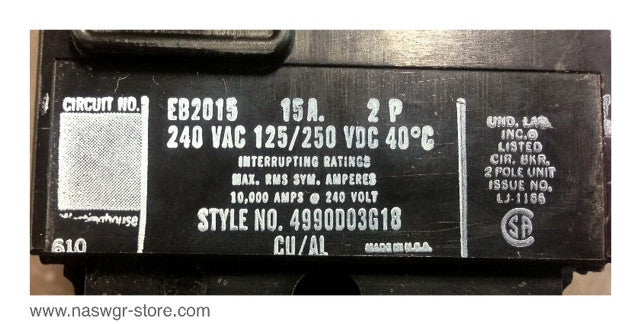 CIRCUIT NO.
610
EB2015 15A. 2 P
240 VAC 125/250 VDC 40°C
INTERRUPTING RATINGS
MAX. RMS SYM. AMPERES
10,000 AMPS @ 240 VOLT
STYLE NO. 4990D03G18
CU/AL MADE IN U.S.A.
UND. LAB.
INC.®
LISTED
CIR. BKR.
2 POLE UNIT
ISSUE NO.
LJ-1166
CSA
www.naswgr-store.com